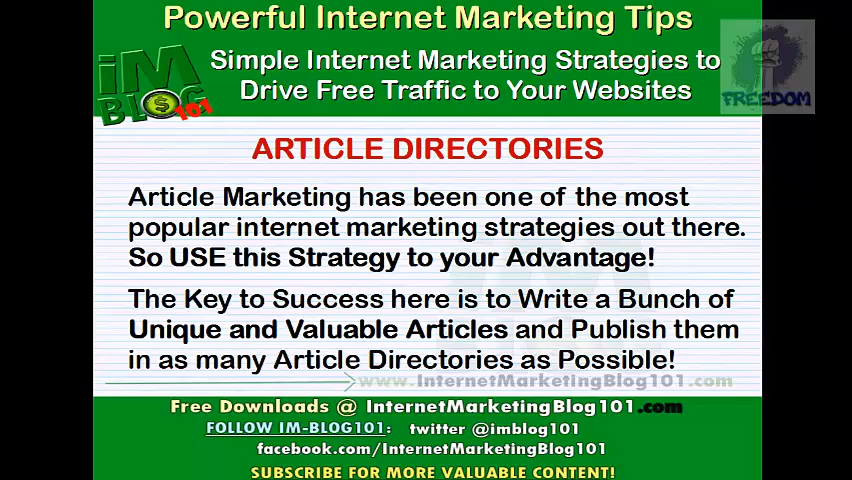 Powerful Internet Marketing Tips
iM
BLOG
101
Simple Internet Marketing Strategies to
Drive Free Traffic to Your Websites
FREEDOM
ARTICLE DIRECTORIES
Article Marketing has been one of the most
popular internet marketing strategies out there.
So USE this Strategy to your Advantage!
The Key to Success here is to Write a Bunch of
Unique and Valuable Articles and Publish them
in as many Article Directories as Possible!
www.InternetMarketingBlog101.com
Free Downloads @ InternetMarketingBlog101.com
FOLLOW IM-BLOG101: twitter @imblog101
facebook.com/InternetMarketingBlog101
SUBSCRIBE FOR MORE VALUABLE CONTENT!